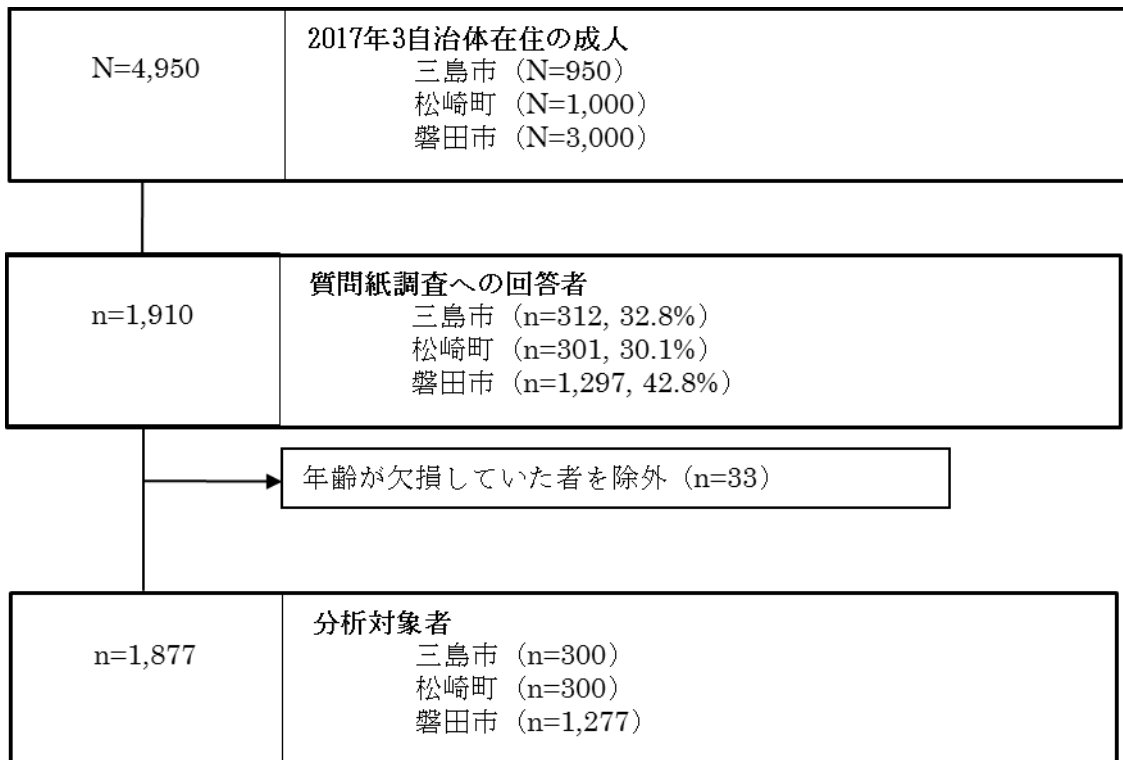 N=4,950
2017年3自治体在住の成人
三島市（N=950）
松崎町（N=1,000）
磐田市（N=3,000）
n=1,910
質問紙調査への回答者
三島市（n=312, 32.8%）
松崎町（n=301, 30.1%）
磐田市（n=1,297, 42.8%）
年齢が欠損していた者を除外（n=33）
n=1,877
分析対象者
三島市（n=300）
松崎町（n=300）
磐田市（n=1,277）